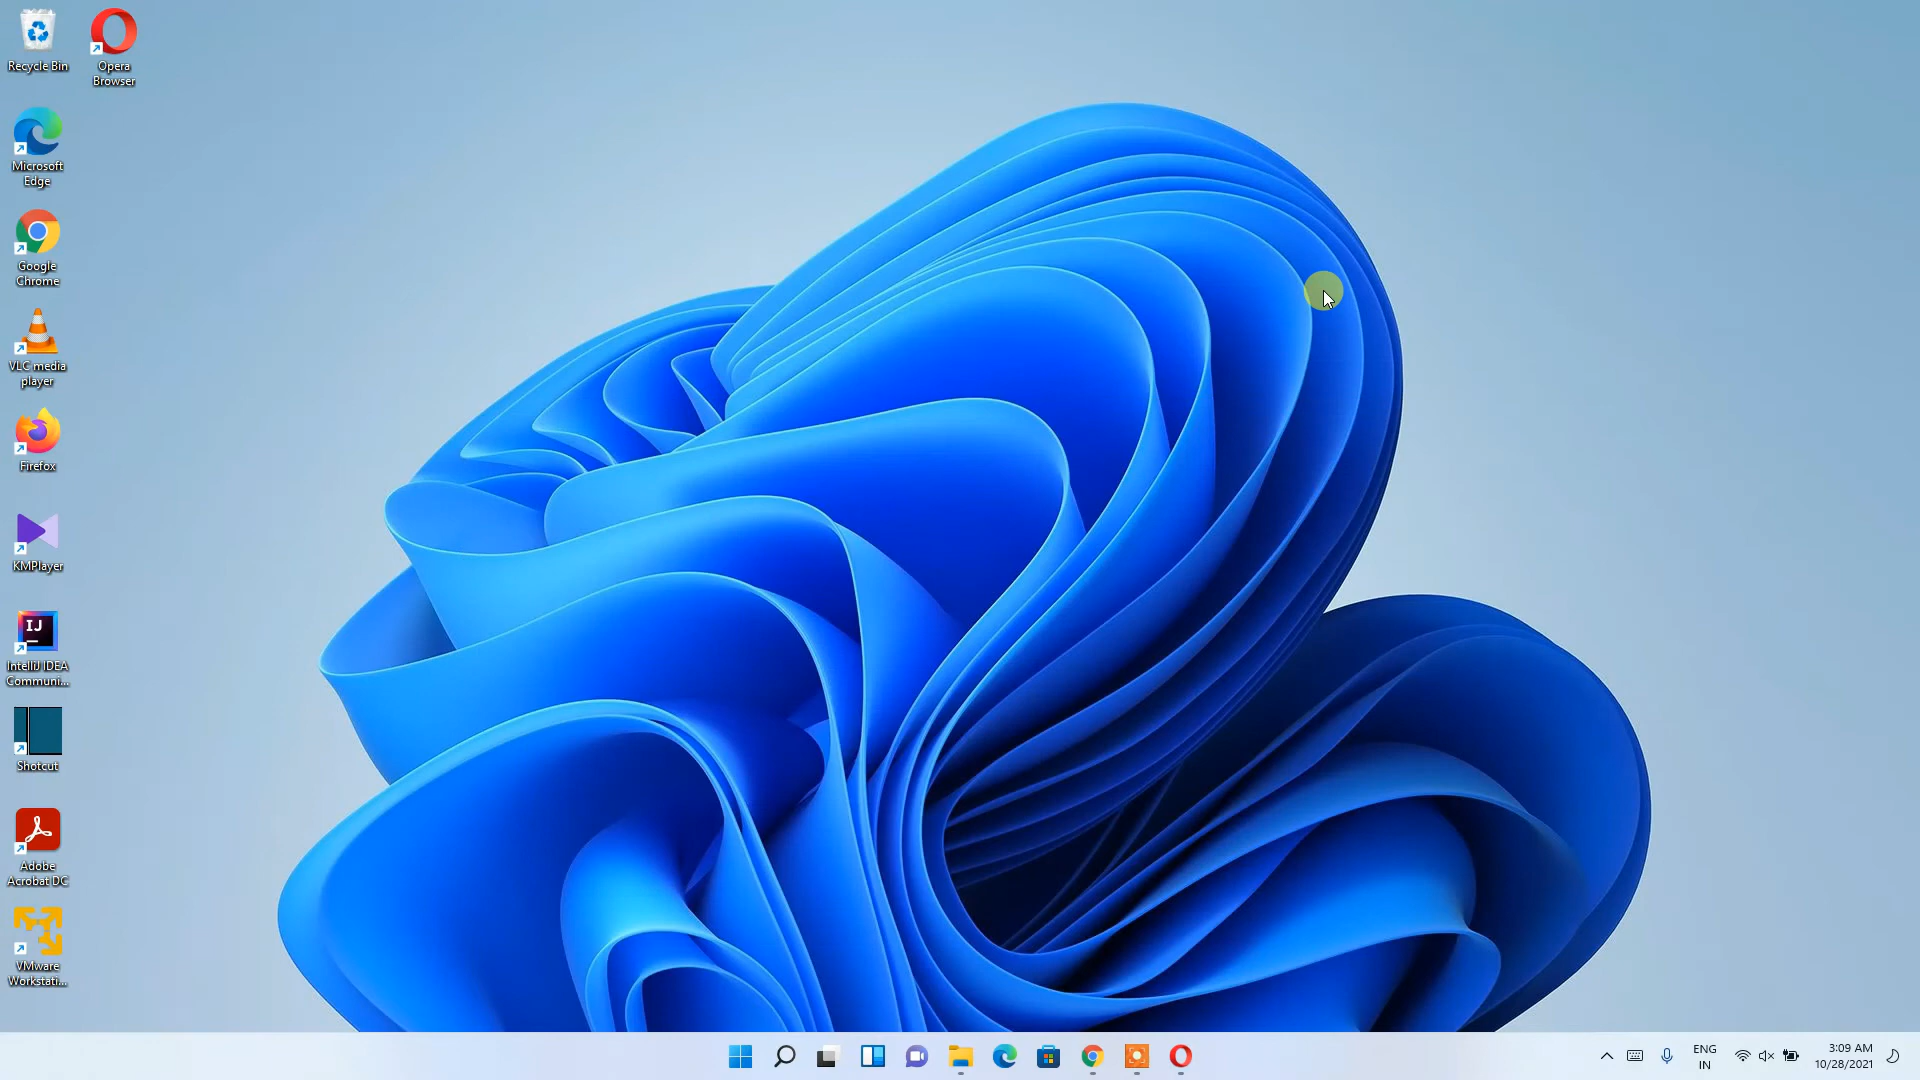 Recycle Bin
Opera
Browser
Microsoft
Edge
Google
Chrome
VLC media
player
Firefox
KMPlayer
IJ
IntelliJ IDEA
Communi...
Shotcut
Adobe
Acrobat DC
VMware
Workstati...
ENG
IN
3:09 AM
10/28/2021